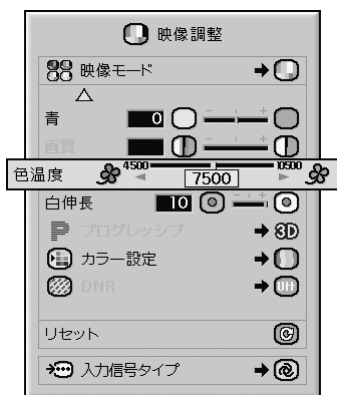 映像調整
映像モード
青 0 - +
画質 - +
色温度 4500 7500 10500
白伸長 10 - +
プログレッシブ 3D
カラー設定
DNR Off
リセット
入力信号タイプ